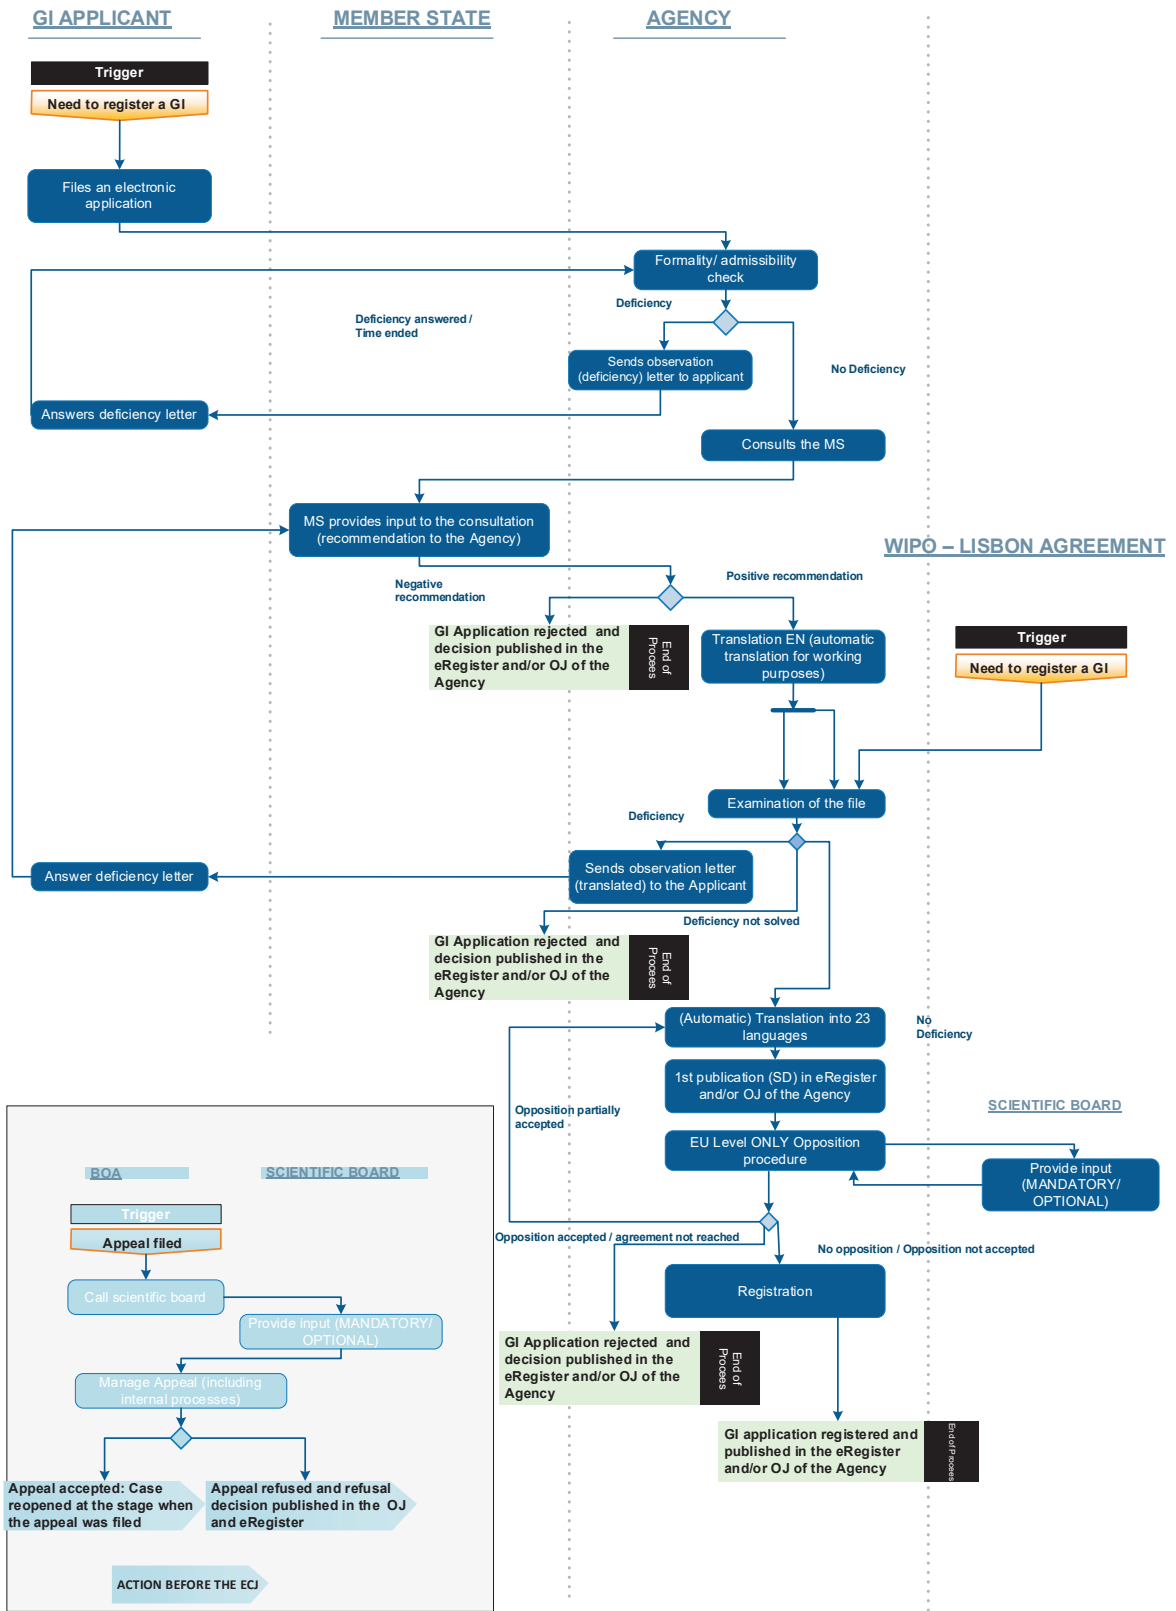 GI APPLICANT
MEMBER STATE
AGENCY
Trigger
Need to register a GI
Files an electronic
application
Formality/ admissibility
check
Deficiency
Deficiency answered /
Time ended
Sends observation
(deficiency) letter to applicant
No Deficiency
Answers deficiency letter
Consults the MS
MS provides input to the consultation
(recommendation to the Agency)
WIPO – LISBON AGREEMENT
Negative
recommendation
Positive recommendation
GI Application rejected and
decision published in the
eRegister and/or OJ of the
Agency
End of
Procees
Translation EN (automatic
translation for working
purposes)
Trigger
Need to register a GI
Examination of the file
Deficiency
Answer deficiency letter
Sends observation letter
(translated) to the Applicant
Deficiency not solved
GI Application rejected and
decision published in the
eRegister and/or OJ of the
Agency
End of
Procees
(Automatic) Translation into 23
languages
No
Deficiency
1st publication (SD) in eRegister
and/or OJ of the Agency
Opposition partially
accepted
SCIENTIFIC BOARD
EU Level ONLY Opposition
procedure
Provide input
(MANDATORY/
OPTIONAL)
Opposition accepted / agreement not reached
No opposition / Opposition not accepted
Registration
GI Application rejected and
decision published in the
eRegister and/or OJ of the
Agency
End of
Procees
GI application registered and
published in the eRegister
and/or OJ of the Agency
End of Procees
BOA
SCIENTIFIC BOARD
Trigger
Appeal filed
Call scientific board
Provide input (MANDATORY/
OPTIONAL)
Manage Appeal (including
internal processes)
Appeal accepted: Case
reopened at the stage when
the appeal was filed
Appeal refused and refusal
decision published in the OJ
and eRegister
ACTION BEFORE THE ECJ